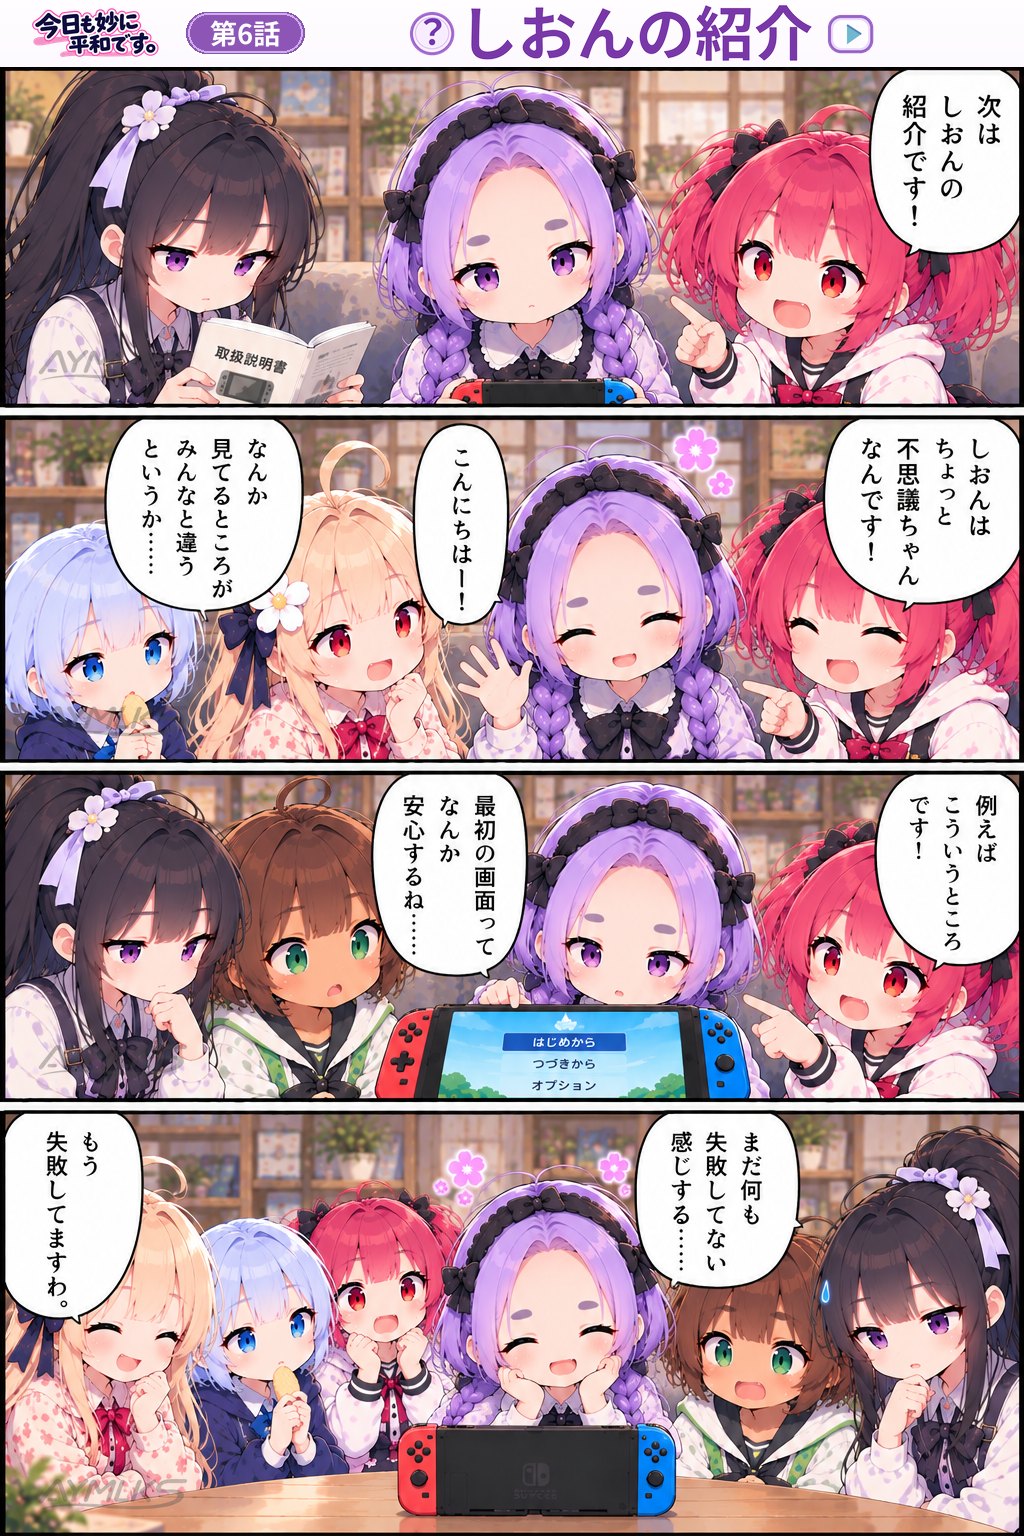 今日も妙に
平和です。
第6話
?しおんの紹介
次は
しおんの
紹介です！
取扱説明書
AYM
しおんは
ちょっと
不思議ちゃん
なんです！
こんにちはー！
なんか
見てるところが
みんなと違う
というか……
例えば
こういうところ
です！
最初の画面って
なんか
安心するね……
はじめから
つづきから
オプション
まだ何も
失敗してない
感じする……
もう
失敗してますわ。